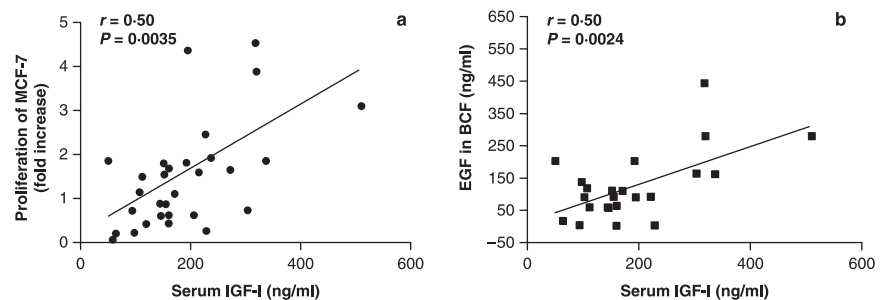 r = 0·50
P = 0·0035
a
5
4
3
2
1
0
0
200
400
600
Proliferation of MCF-7
(fold increase)
Serum IGF-I (ng/ml)
r = 0·50
P = 0·0024
b
450
350
250
150
50
−50
0
200
400
600
EGF in BCF (ng/ml)
Serum IGF-I (ng/ml)